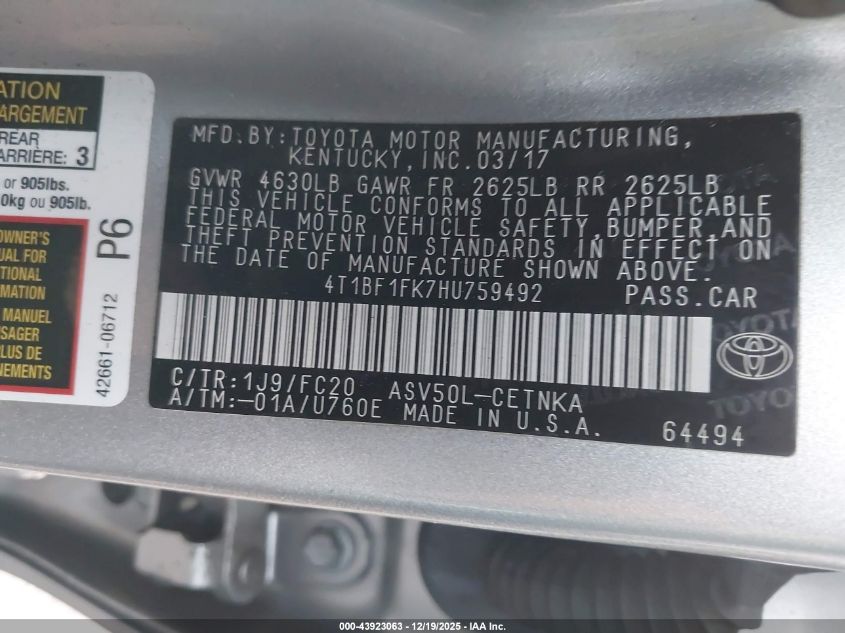 ATION
ARGEMENT
REAR
ARRIÈRE: 3
or 905lbs.
0kg ou 905lb.
OWNER'S
UAL FOR
TIONAL
RMATION
MANUEL
USAGER
PLUS DE
NEMENTS
P6
42661-06712
MFD.BY:TOYOTA MOTOR MANUFACTURING,
KENTUCKY,INC.03/17
GVWR 4630LB GAWR FR 2625LB RR 2625LB
THIS VEHICLE CONFORMS TO ALL APPLICABLE
FEDERAL MOTOR VEHICLE SAFETY,BUMPER,AND
THEFT PREVENTION STANDARDS IN EFFECT ON
THE DATE OF MANUFACTURE SHOWN ABOVE.
4T1BF1FK7HU759492 PASS.CAR
C/TR:1J9/FC20 ASV50L-CETNKA
A/TM:-01A/U760E MADE IN U.S.A.
64494
TOYOTA
TOYO
000-43923063 - 12/19/2025 - IAA Inc.